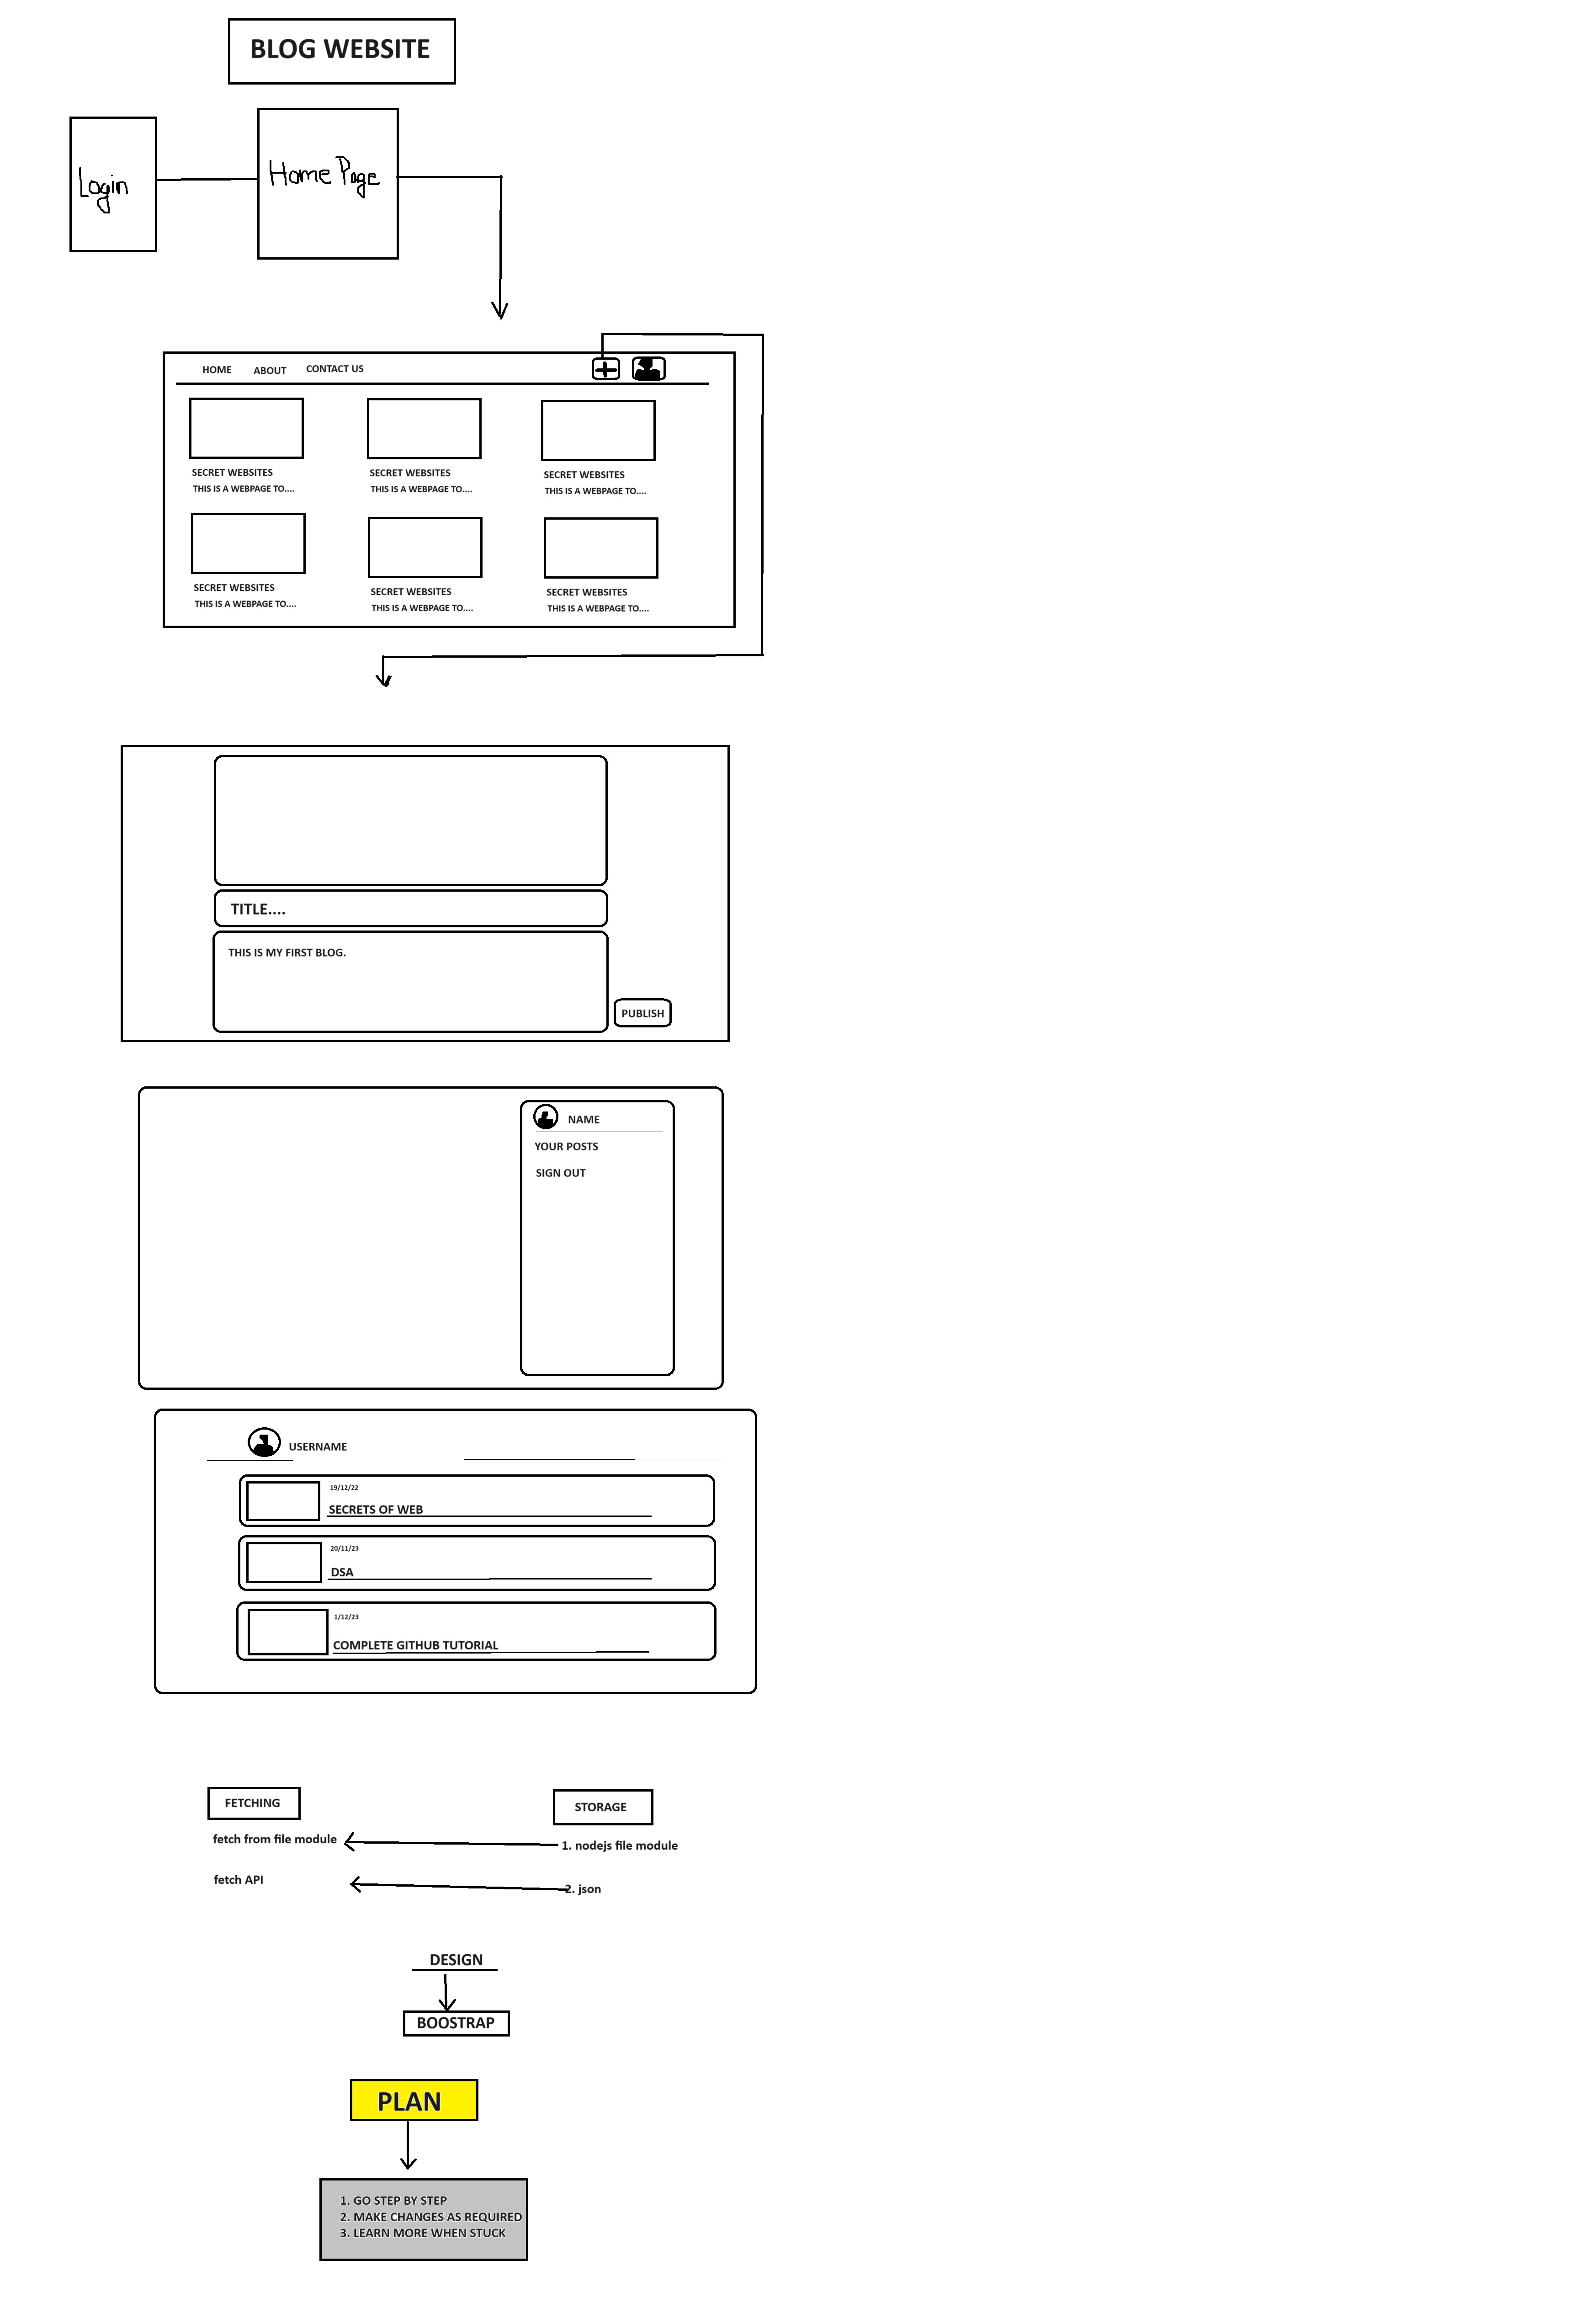 BLOG WEBSITE
Login
Home Page
HOME ABOUT CONTACT US
SECRET WEBSITES SECRET WEBSITES SECRET WEBSITES
THIS IS A WEBPAGE TO.... THIS IS A WEBPAGE TO.... THIS IS A WEBPAGE TO....
SECRET WEBSITES SECRET WEBSITES SECRET WEBSITES
THIS IS A WEBPAGE TO.... THIS IS A WEBPAGE TO.... THIS IS A WEBPAGE TO....
TITLE....
THIS IS MY FIRST BLOG.
PUBLISH
NAME
YOUR POSTS
SIGN OUT
USERNAME
19/12/22
SECRETS OF WEB
20/11/23
DSA
1/12/23
COMPLETE GITHUB TUTORIAL
FETCHING STORAGE
fetch from file module 1. nodejs file module
fetch API 2. json
DESIGN
BOOSTRAP
PLAN
1. GO STEP BY STEP
2. MAKE CHANGES AS REQUIRED
3. LEARN MORE WHEN STUCK